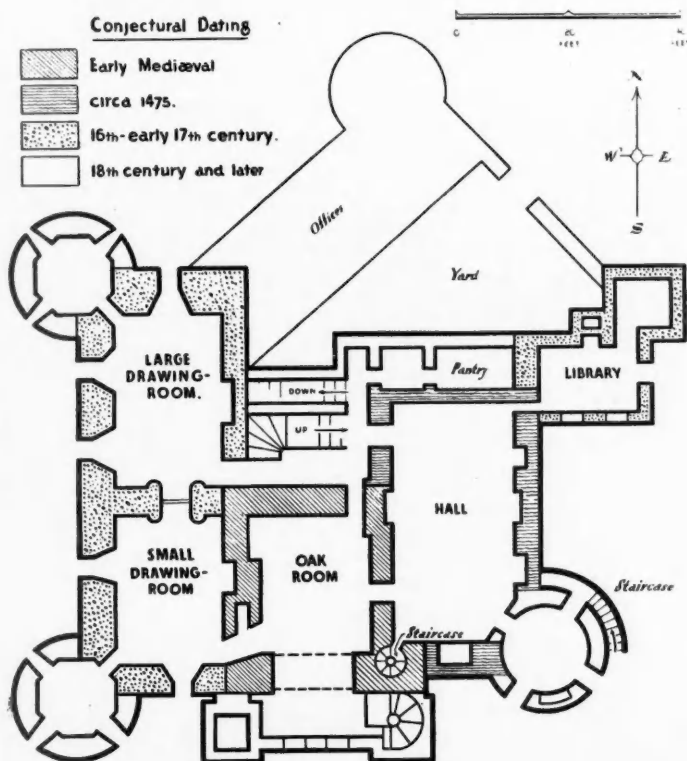 Conjectural Dating
Early Mediæval
circa 1475.
16th-early 17th century.
18th century and later
FEET
W
E
S
Offices
Yard
LARGE
DRAWING-
ROOM.
DOWN
UP
Pantry
LIBRARY
HALL
SMALL
DRAWING-
ROOM
OAK
ROOM
Staircase
Staircase